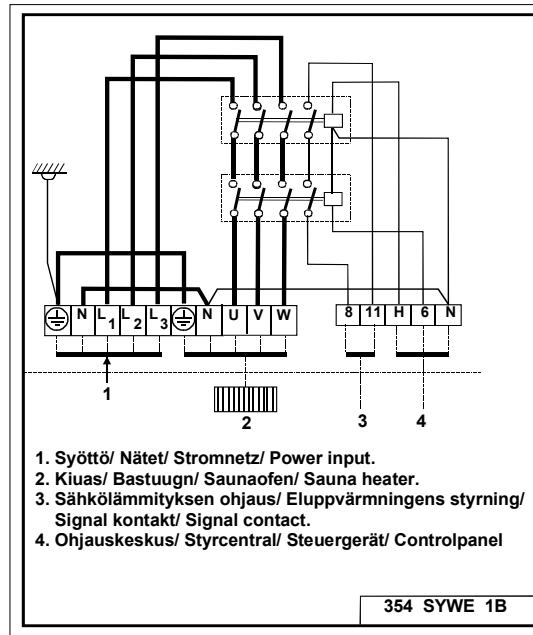 N L1 L2 L3 N U V W
8 11 H 6 N
1
2
3
4
1. Syöttö/ Nätet/ Stromnetz/ Power input.
2. Kiuas/ Bastuugn/ Saunaofen/ Sauna heater.
3. Sähkölämmityksen ohjaus/ Eluppvärmningens styrning/
Signal kontakt/ Signal contact.
4. Ohjauskeskus/ Styrcentral/ Steuergerät/ Controlpanel
354 SYWE 1B